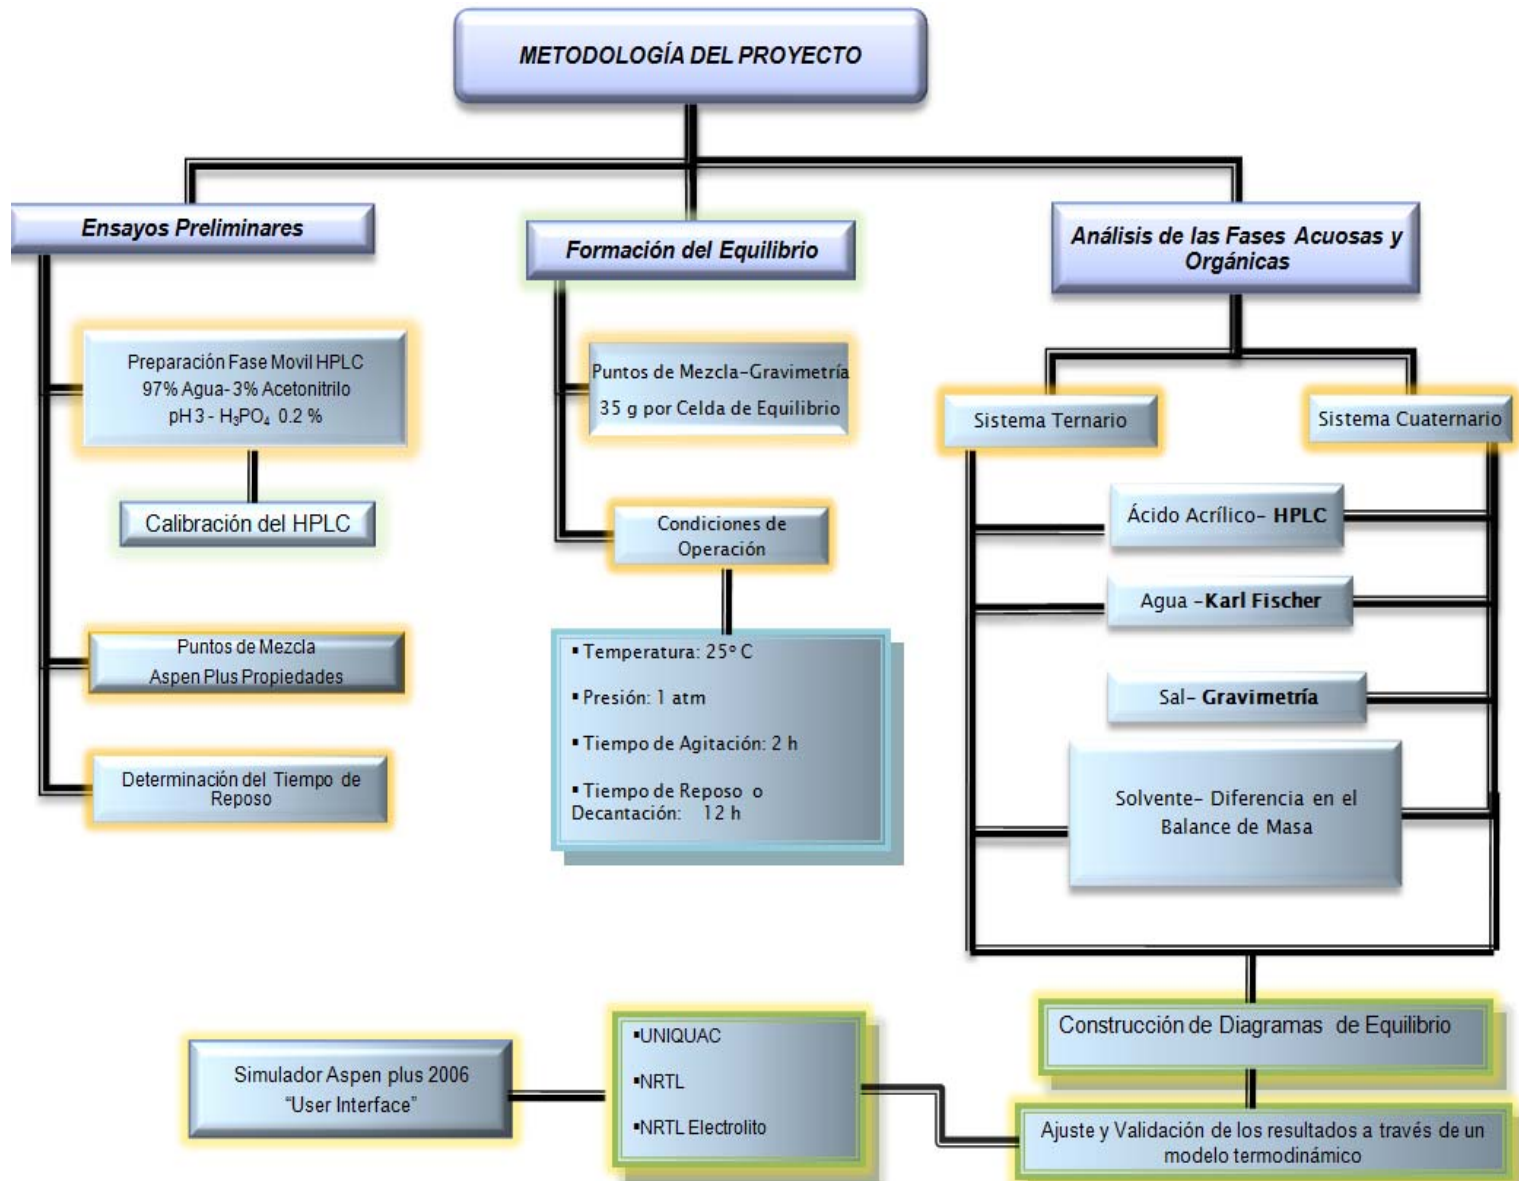 METODOLOGÍA DEL PROYECTO
Ensayos Preliminares
Preparación Fase Movil HPLC
97% Agua- 3% Acetonitrilo
pH 3 - H₃PO₄ 0.2 %
Calibración del HPLC
Puntos de Mezcla
Aspen Plus Propiedades
Determinación del Tiempo de
Reposo
Formación del Equilibrio
Puntos de Mezcla-Gravimetría
35 g por Celda de Equilibrio
Condiciones de
Operación
▪ Temperatura: 25º C
▪ Presión: 1 atm
▪ Tiempo de Agitación: 2 h
▪ Tiempo de Reposo o
Decantación: 12 h
Análisis de las Fases Acuosas y
Orgánicas
Sistema Ternario
Sistema Cuaternario
Ácido Acrílico- HPLC
Agua -Karl Fischer
Sal- Gravimetría
Solvente- Diferencia en el
Balance de Masa
Construcción de Diagramas de Equilibrio
Ajuste y Validación de los resultados a través de un
modelo termodinámico
▪UNIQUAC
▪NRTL
▪NRTL Electrolito
Simulador Aspen plus 2006
“User Interface”